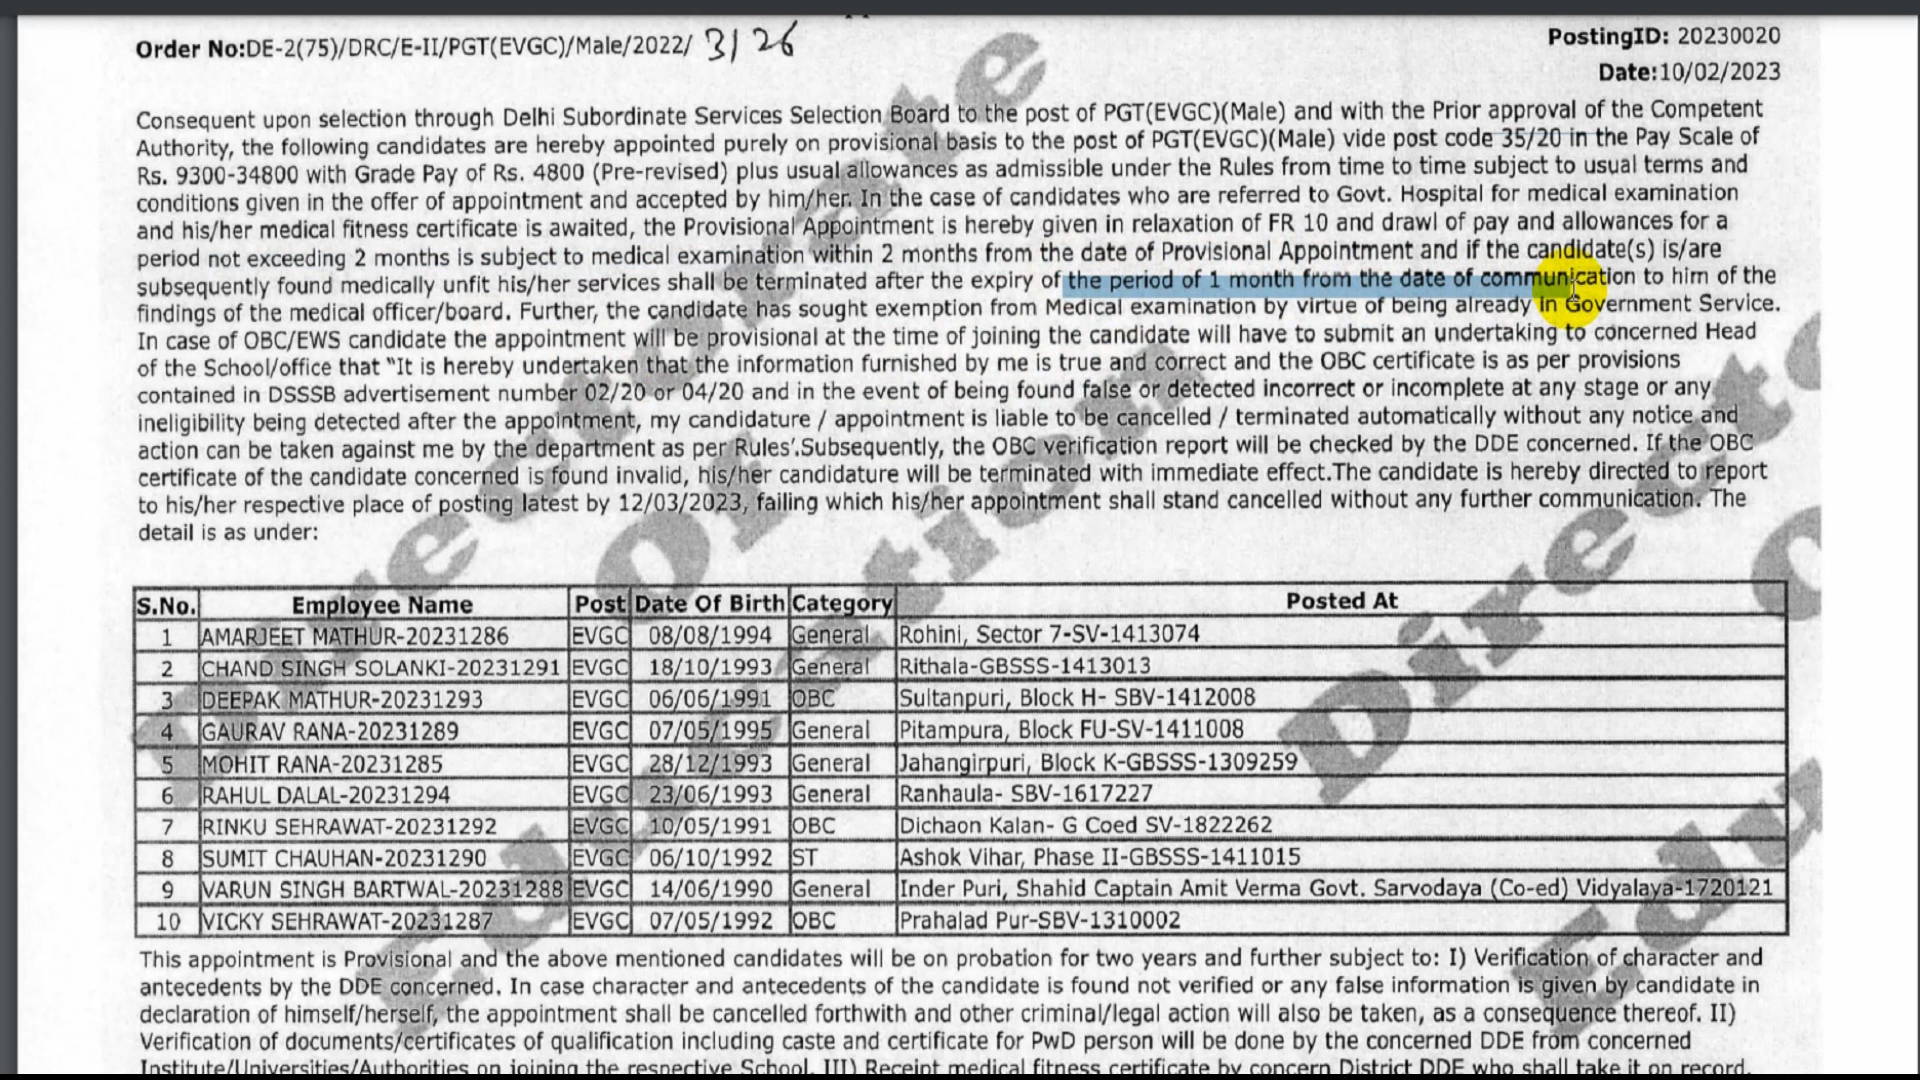 Order No:DE-2(75)/DRC/E-II/PGT(EVGC)/Male/2022/ 3126
PostingID: 20230020
Date:10/02/2023
Consequent upon selection through Delhi Subordinate Services Selection Board to the post of PGT(EVGC)(Male) and with the Prior approval of the Competent
Authority, the following candidates are hereby appointed purely on provisional basis to the post of PGT(EVGC)(Male) vide post code 35/20 in the Pay Scale of
Rs. 9300-34800 with Grade Pay of Rs. 4800 (Pre-revised) plus usual allowances as admissible under the Rules from time to time subject to usual terms and
conditions given in the offer of appointment and accepted by him/her. In the case of candidates who are referred to Govt. Hospital for medical examination
and his/her medical fitness certificate is awaited, the Provisional Appointment is hereby given in relaxation of FR 10 and drawl of pay and allowances for a
period not exceeding 2 months is subject to medical examination within 2 months from the date of Provisional Appointment and if the candidate(s) is/are
subsequently found medically unfit his/her services shall be terminated after the expiry of the period of 1 month from the date of communication to him of the
findings of the medical officer/board. Further, the candidate has sought exemption from Medical examination by virtue of being already in Government Service.
In case of OBC/EWS candidate the appointment will be provisional at the time of joining the candidate will have to submit an undertaking to concerned Head
of the School/office that "It is hereby undertaken that the information furnished by me is true and correct and the OBC certificate is as per provisions
contained in DSSSB advertisement number 02/20 or 04/20 and in the event of being found false or detected incorrect or incomplete at any stage or any
ineligibility being detected after the appointment, my candidature / appointment is liable to be cancelled / terminated automatically without any notice and
action can be taken against me by the department as per Rules'.Subsequently, the OBC verification report will be checked by the DDE concerned. If the OBC
certificate of the candidate concerned is found invalid, his/her candidature will be terminated with immediate effect.The candidate is hereby directed to report
to his/her respective place of posting latest by 12/03/2023, failing which his/her appointment shall stand cancelled without any further communication. The
detail is as under:
S.No. Employee Name Post Date Of Birth Category Posted At
1 AMARJEET MATHUR-20231286 EVGC 08/08/1994 General Rohini, Sector 7-SV-1413074
2 CHAND SINGH SOLANKI-20231291 EVGC 18/10/1993 General Rithala-GBSSS-1413013
3 DEEPAK MATHUR-20231293 EVGC 06/06/1991 OBC Sultanpuri, Block H- SBV-1412008
4 GAURAV RANA-20231289 EVGC 07/05/1995 General Pitampura, Block FU-SV-1411008
5 MOHIT RANA-20231285 EVGC 28/12/1993 General Jahangirpuri, Block K-GBSSS-1309259
6 RAHUL DALAL-20231294 EVGC 23/06/1993 General Ranhaula- SBV-1617227
7 RINKU SEHRAWAT-20231292 EVGC 10/05/1991 OBC Dichaon Kalan- G Coed SV-1822262
8 SUMIT CHAUHAN-20231290 EVGC 06/10/1992 ST Ashok Vihar, Phase II-GBSSS-1411015
9 VARUN SINGH BARTWAL-20231288 EVGC 14/06/1990 General Inder Puri, Shahid Captain Amit Verma Govt. Sarvodaya (Co-ed) Vidyalaya-1720121
10 VICKY SEHRAWAT-20231287 EVGC 07/05/1992 OBC Prahalad Pur-SBV-1310002
This appointment is Provisional and the above mentioned candidates will be on probation for two years and further subject to: I) Verification of character and
antecedents by the DDE concerned. In case character and antecedents of the candidate is found not verified or any false information is given by candidate in
declaration of himself/herself, the appointment shall be cancelled forthwith and other criminal/legal action will also be taken, as a consequence thereof. II)
Verification of documents/certificates of qualification including caste and certificate for PwD person will be done by the concerned DDE from concerned
Institute/Universities/Authorities on joining the respective School. III) Receipt medical fitness certificate by concern District DDE who shall take it on record.
Directorate
Of
Education
Directo
O
Edu